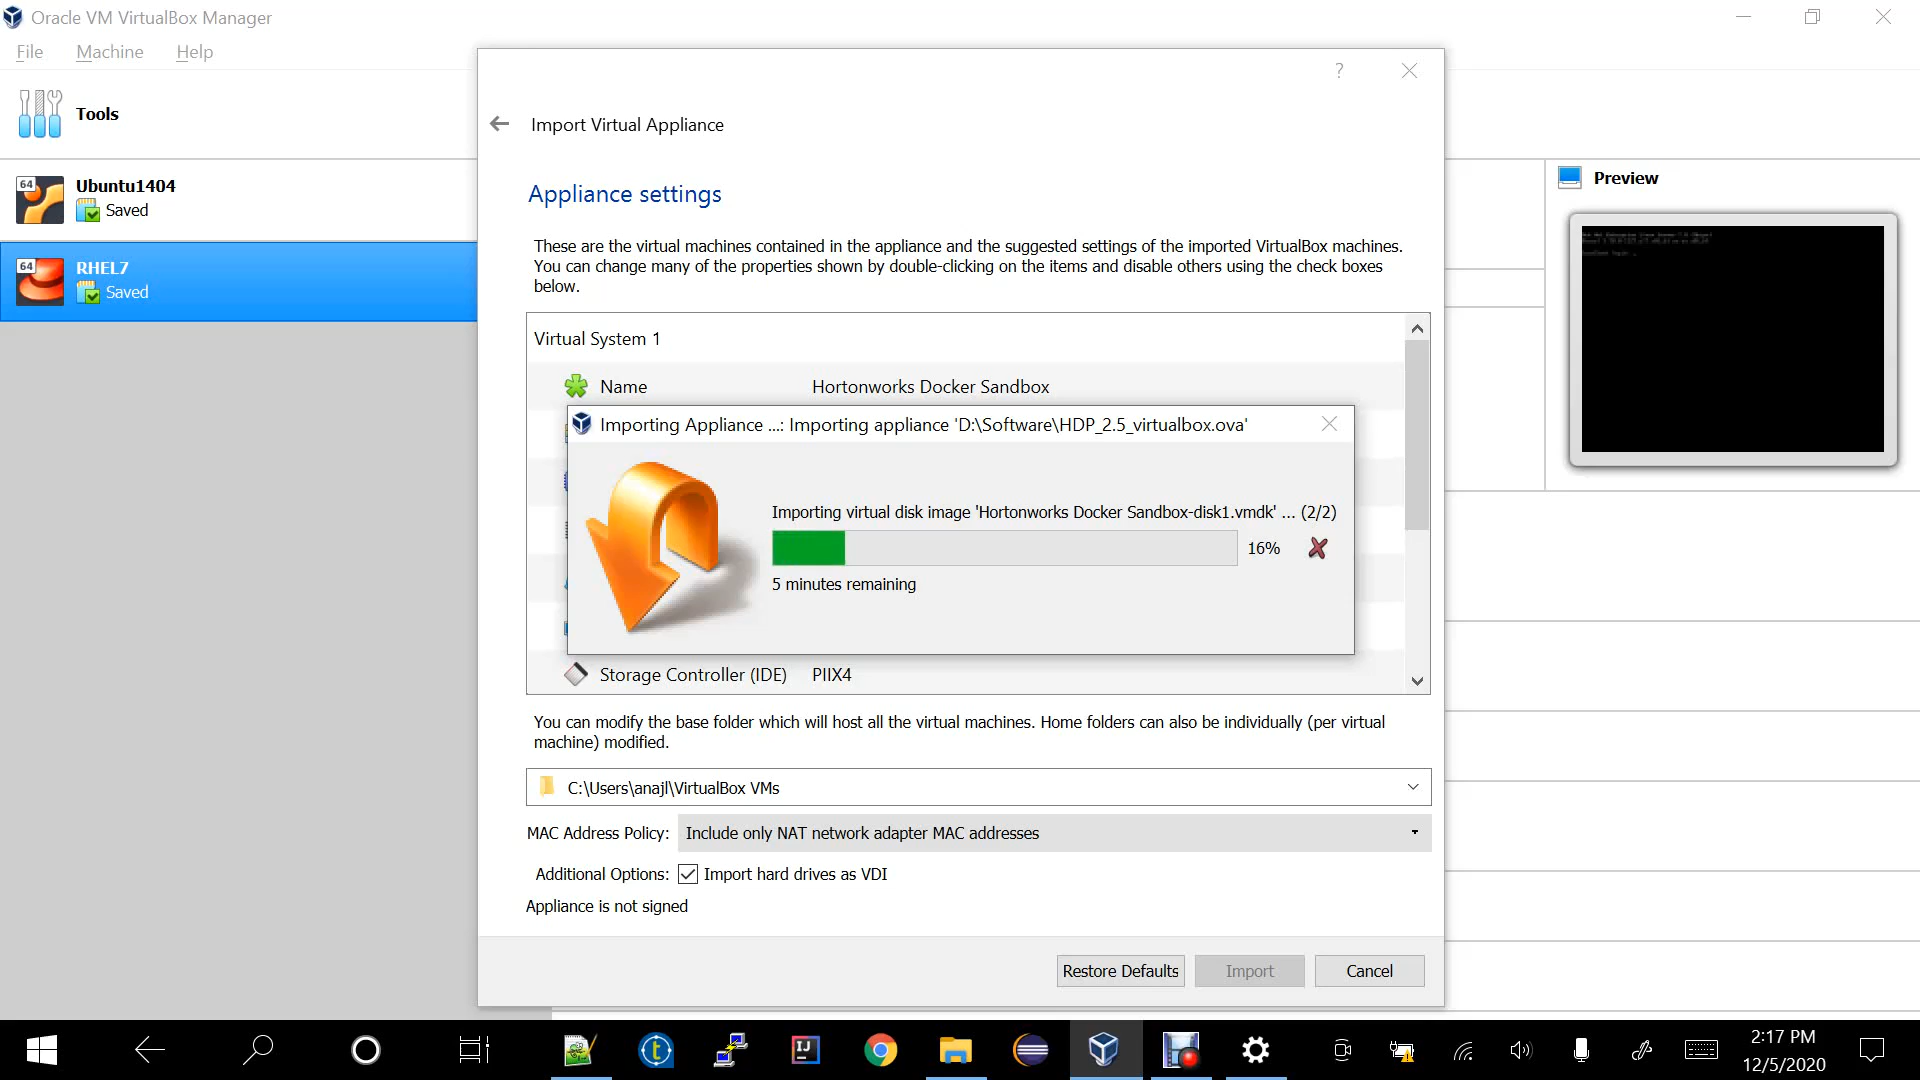 Oracle VM VirtualBox Manager
File Machine Help
Tools
64
Ubuntu1404
Saved
64
RHEL7
Saved
?
Import Virtual Appliance
Appliance settings
These are the virtual machines contained in the appliance and the suggested settings of the imported VirtualBox machines.
You can change many of the properties shown by double-clicking on the items and disable others using the check boxes
below.
Virtual System 1
Name Hortonworks Docker Sandbox
Importing Appliance ...: Importing appliance 'D:\Software\HDP_2.5_virtualbox.ova'
Importing virtual disk image 'Hortonworks Docker Sandbox-disk1.vmdk' ... (2/2)
16%
5 minutes remaining
Storage Controller (IDE) PIIX4
You can modify the base folder which will host all the virtual machines. Home folders can also be individually (per virtual
machine) modified.
C:\Users\anajl\VirtualBox VMs
MAC Address Policy: Include only NAT network adapter MAC addresses
Additional Options: Import hard drives as VDI
Appliance is not signed
Restore Defaults Import Cancel
Preview
t
IJ
2:17 PM
12/5/2020